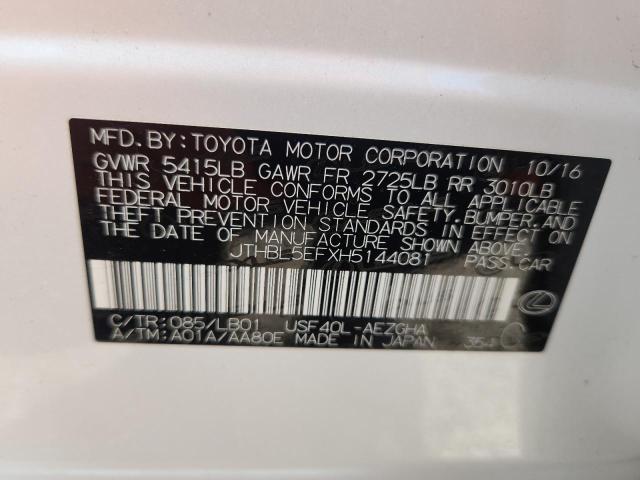 MFD.BY:TOYOTA MOTOR CORPORATION 10/16
GVWR 5415LB GAWR FR 2725LB RR 3010LB
THIS VEHICLE CONFORMS TO ALL APPLICABLE
FEDERAL MOTOR VEHICLE SAFETY,BUMPER,AND
THEFT PREVENTION STANDARDS IN EFFECT ON
THE DATE OF MANUFACTURE SHOWN ABOVE.
JTHBL5EFXH5144081 PASS.CAR
C/TR:085/LB01 USF40L-AEZGHA
A/TM:A01A/AA80E MADE IN JAPAN